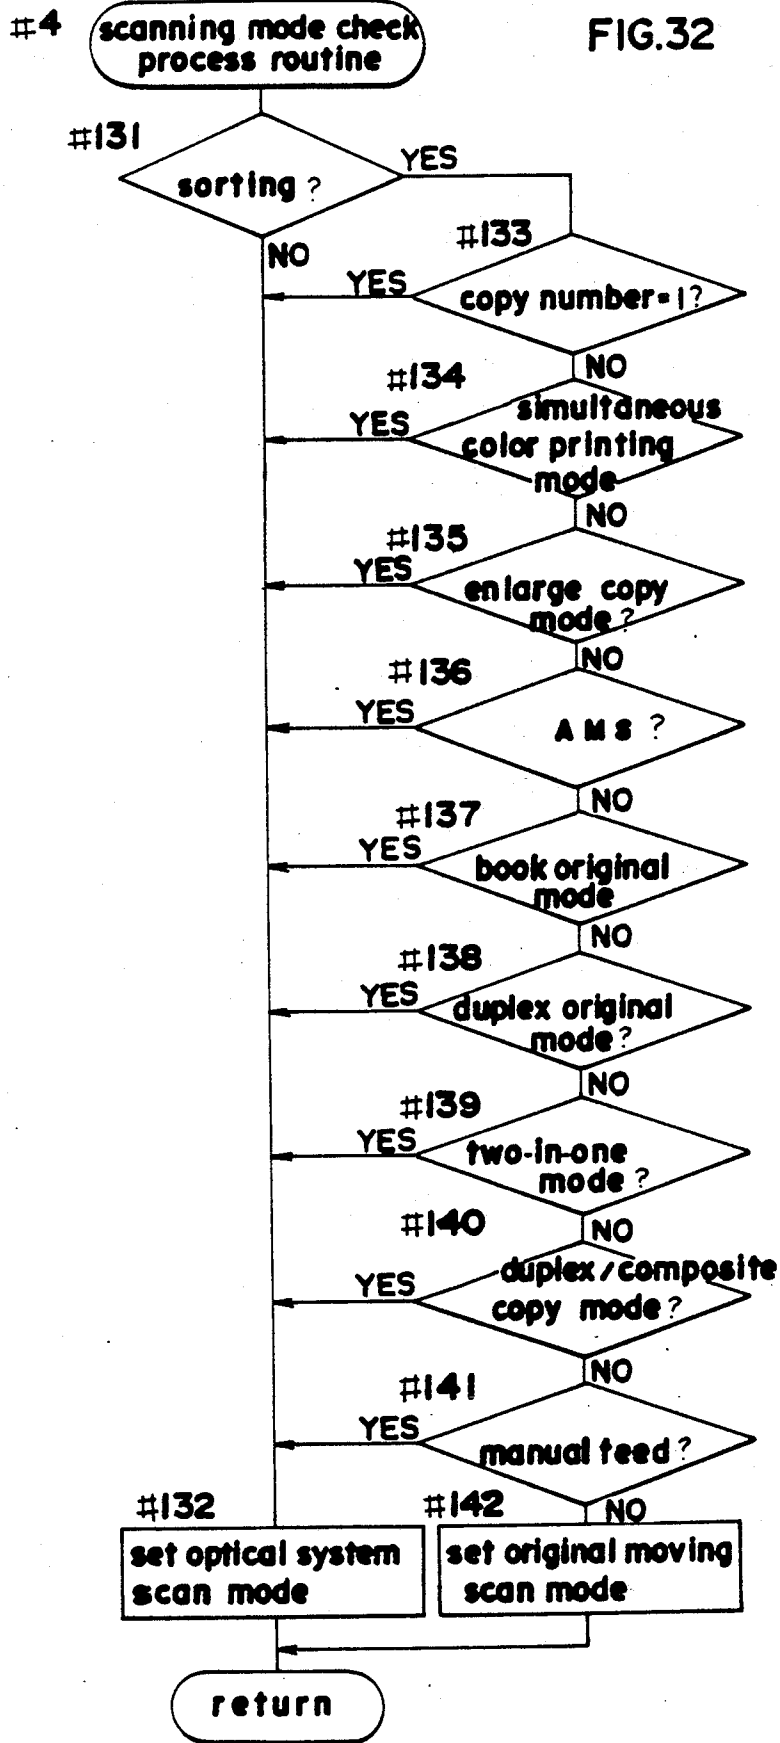 #4
scanning mode check
process routine
FIG.32
#131
sorting ?
YES
NO
#133
copy number=1?
YES
NO
#134
simultaneous
color printing
mode
YES
NO
#135
enlarge copy
mode ?
YES
NO
#136
AMS ?
YES
NO
#137
book original
mode
YES
NO
#138
duplex original
mode ?
YES
NO
#139
two-in-one
mode ?
YES
NO
#140
duplex/composite
copy mode ?
YES
NO
#141
manual feed ?
YES
NO
#132
set optical system
scan mode
#142
set original moving
scan mode
return